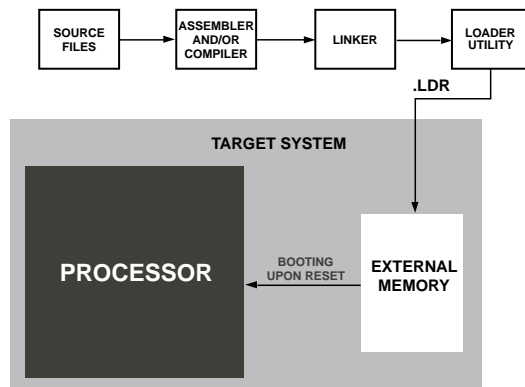 SOURCE
FILES
ASSEMBLER
AND/OR
COMPILER
LINKER
LOADER
UTILITY
.LDR
TARGET SYSTEM
PROCESSOR
BOOTING
UPON RESET
EXTERNAL
MEMORY